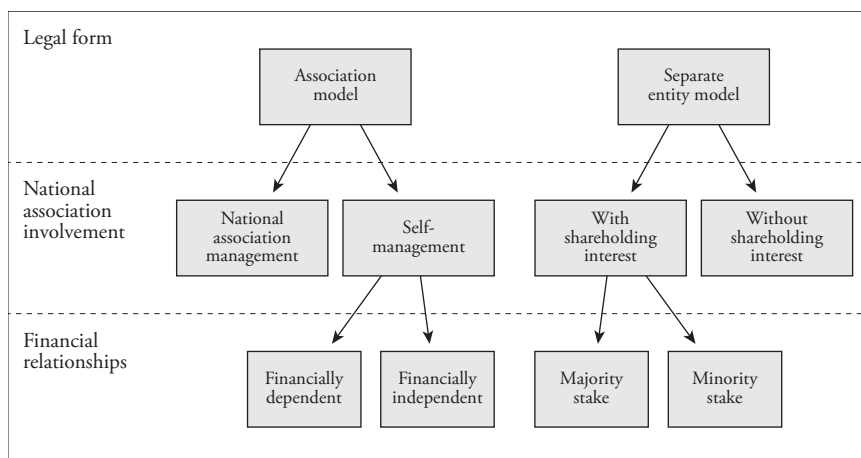 Legal form
Association
model
Separate
entity model
National
association
involvement
National
association
management
Self-
management
With
shareholding
interest
Without
shareholding
interest
Financial
relationships
Financially
dependent
Financially
independent
Majority
stake
Minority
stake